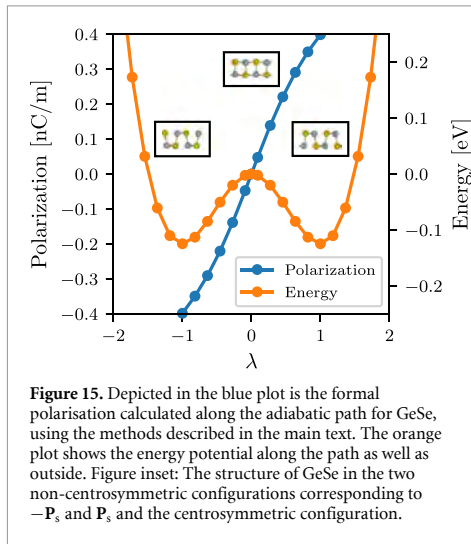 0.4
0.3
0.2
0.1
0.0
−0.1
−0.2
−0.3
−0.4
Polarization [nC/m]
0.2
0.1
0.0
−0.1
−0.2
Energy [eV]
Polarization
Energy
−2
−1
0
1
2
λ
Figure 15. Depicted in the blue plot is the formal
polarisation calculated along the adiabatic path for GeSe,
using the methods described in the main text. The orange
plot shows the energy potential along the path as well as
outside. Figure inset: The structure of GeSe in the two
non-centrosymmetric configurations corresponding to
−Pₛ and Pₛ and the centrosymmetric configuration.